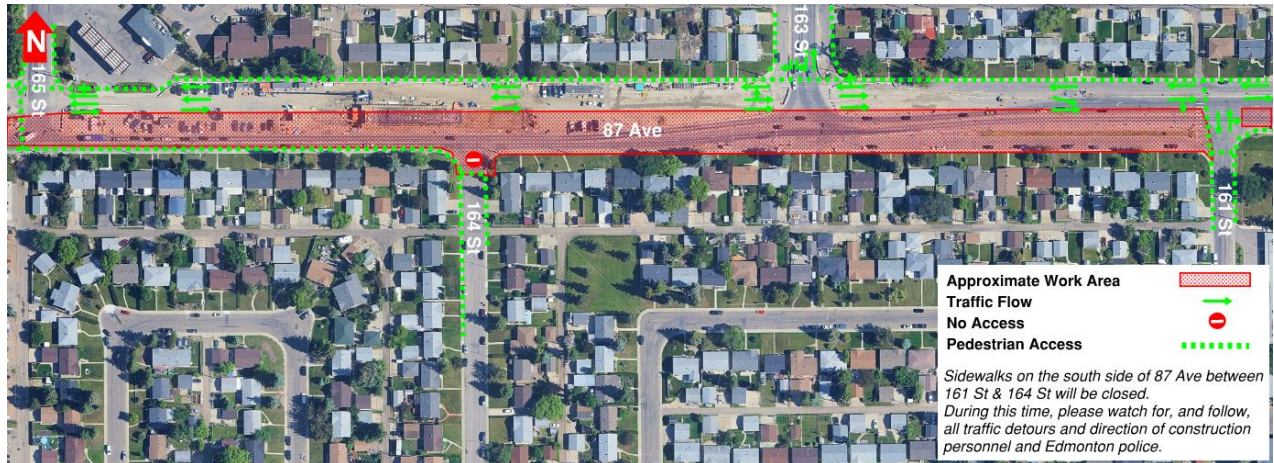 N
165 St
163 St
87 Ave
164 St
161 St
Approximate Work Area
Traffic Flow
No Access
Pedestrian Access
Sidewalks on the south side of 87 Ave between
161 St & 164 St will be closed.
During this time, please watch for, and follow,
all traffic detours and direction of construction
personnel and Edmonton police.